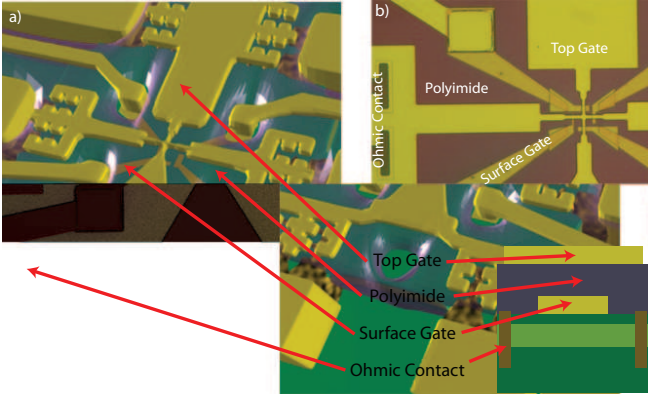 a)
b)
Top Gate
Polyimide
Ohmic Contact
Surface Gate
Top Gate
Polyimide
Surface Gate
Ohmic Contact